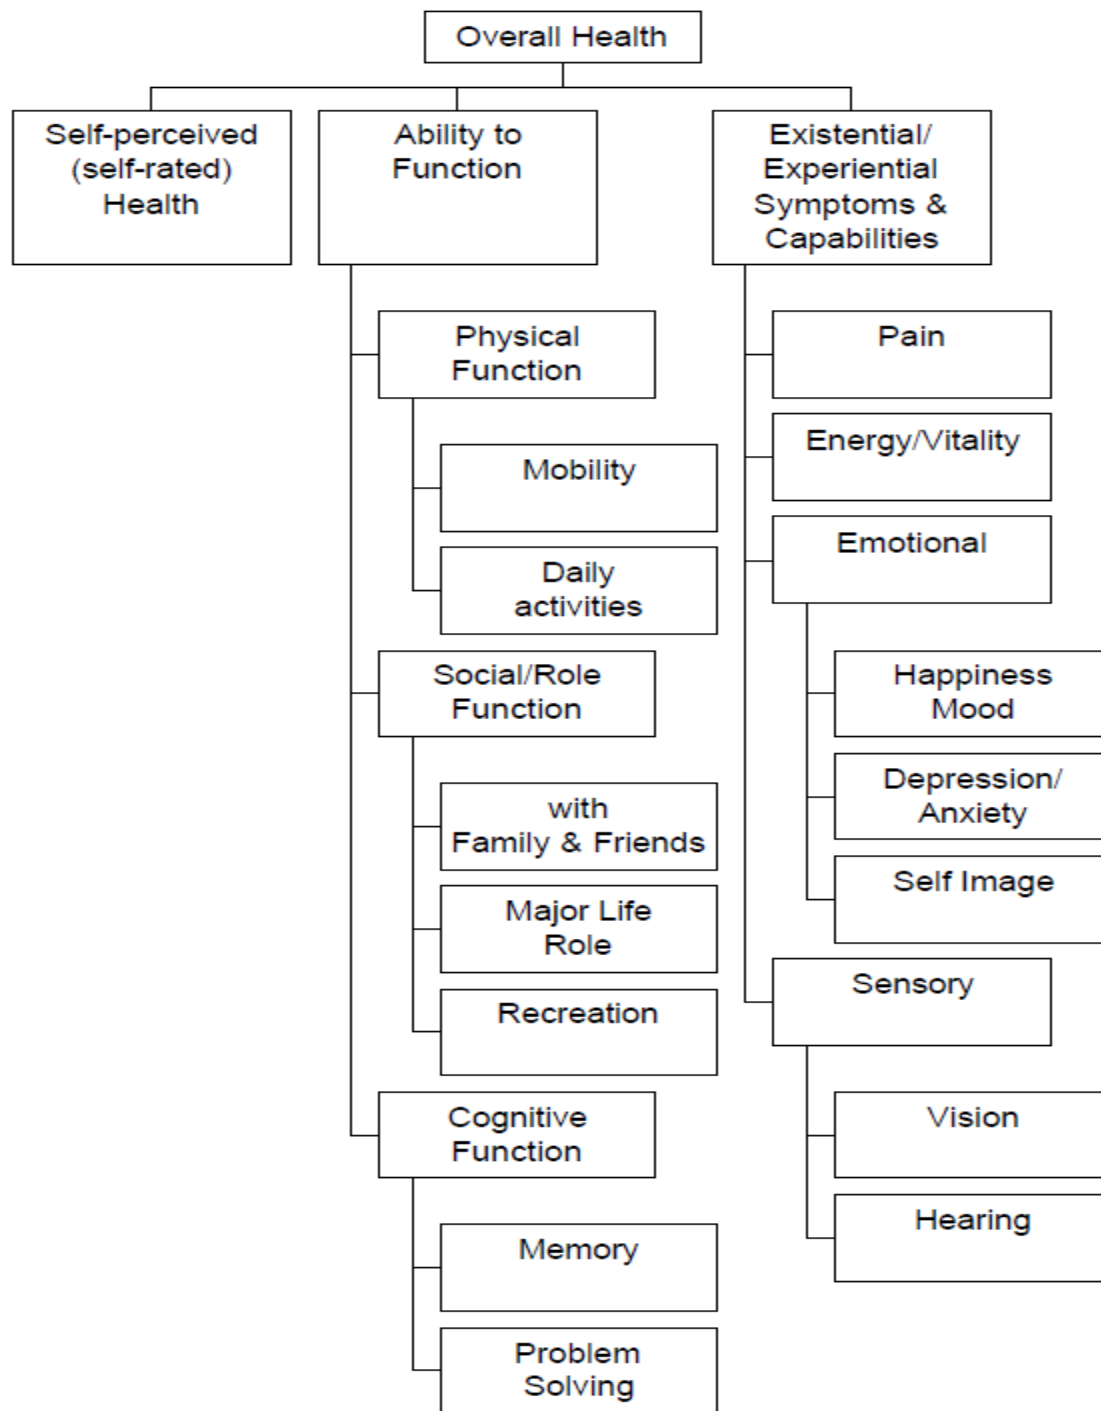 Overall Health
Self-perceived
(self-rated)
Health
Ability to
Function
Existential/
Experiential
Symptoms &
Capabilities
Physical
Function
Mobility
Daily
activities
Social/Role
Function
with
Family & Friends
Major Life
Role
Recreation
Cognitive
Function
Memory
Problem
Solving
Pain
Energy/Vitality
Emotional
Happiness
Mood
Depression/
Anxiety
Self Image
Sensory
Vision
Hearing